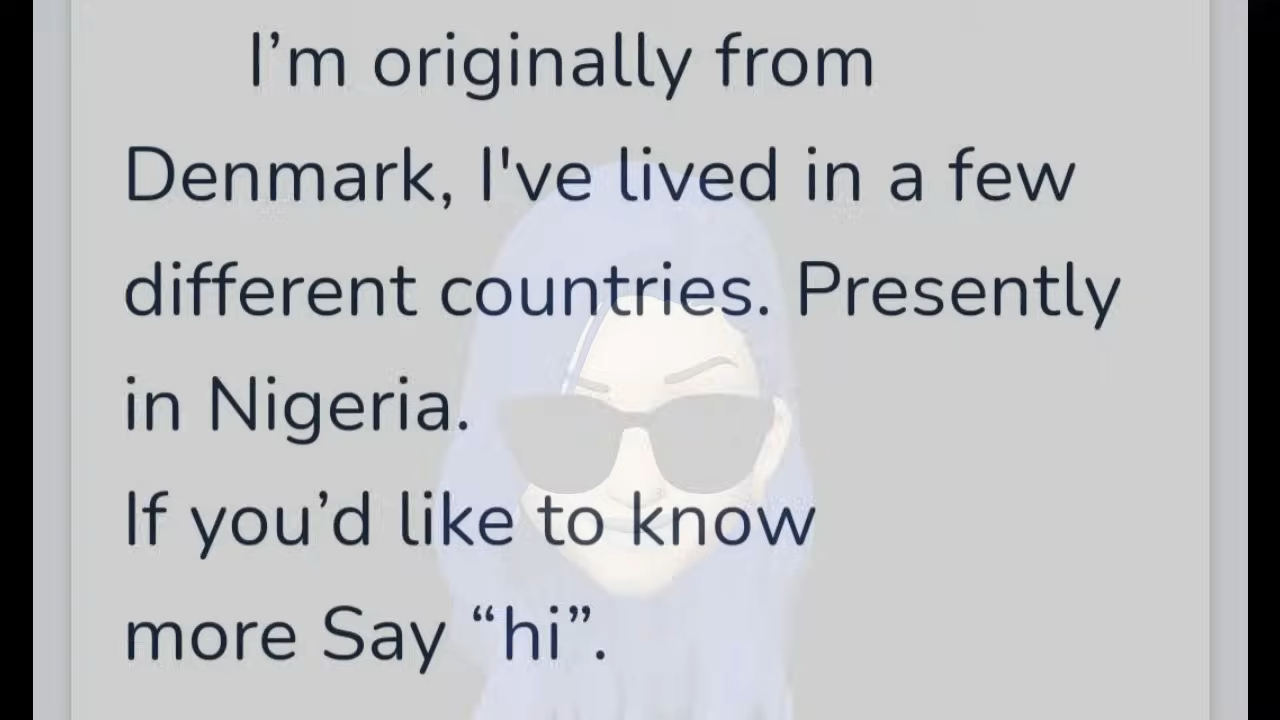 I’m originally from
Denmark, I've lived in a few
different countries. Presently
in Nigeria.
If you’d like to know
more Say “hi”.